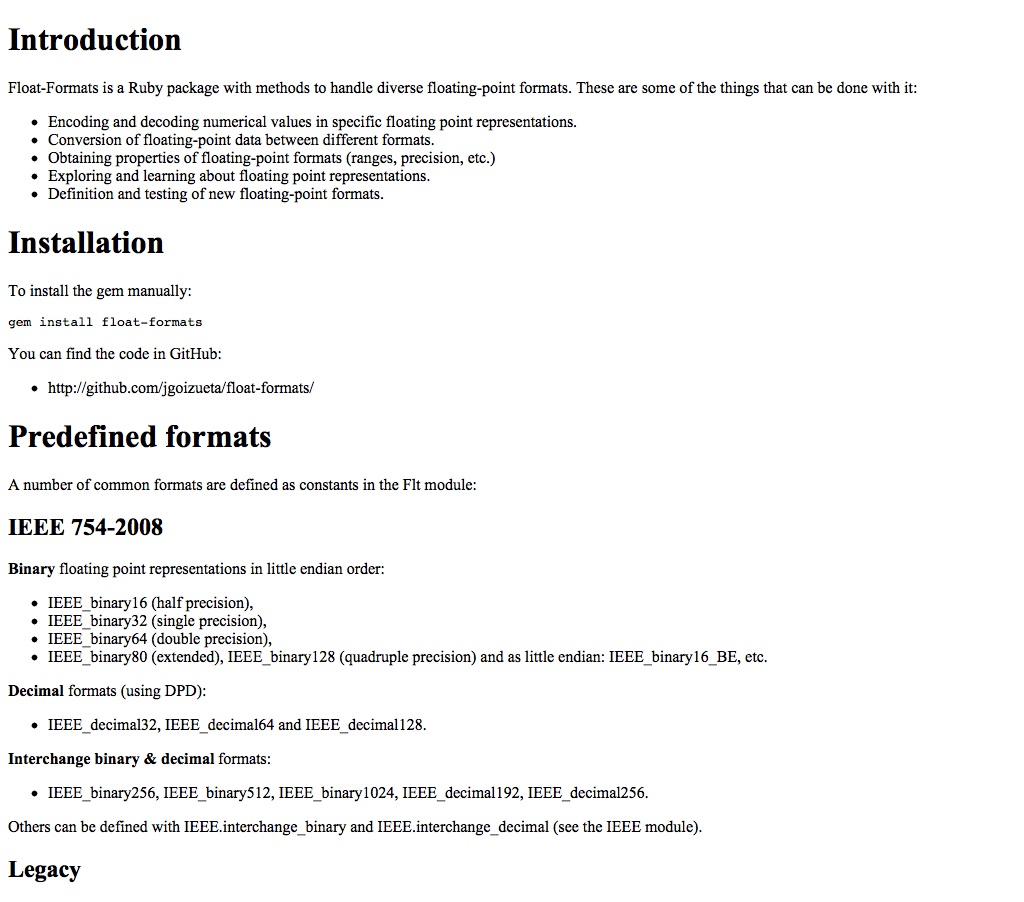 Introduction
Float-Formats is a Ruby package with methods to handle diverse floating-point formats. These are some of the things that can be done with it:
• Encoding and decoding numerical values in specific floating point representations.
• Conversion of floating-point data between different formats.
• Obtaining properties of floating-point formats (ranges, precision, etc.)
• Exploring and learning about floating point representations.
• Definition and testing of new floating-point formats.
Installation
To install the gem manually:
gem install float-formats
You can find the code in GitHub:
• http://github.com/jgoizueta/float-formats/
Predefined formats
A number of common formats are defined as constants in the Flt module:
IEEE 754-2008
Binary floating point representations in little endian order:
• IEEE_binary16 (half precision),
• IEEE_binary32 (single precision),
• IEEE_binary64 (double precision),
• IEEE_binary80 (extended), IEEE_binary128 (quadruple precision) and as little endian: IEEE_binary16_BE, etc.
Decimal formats (using DPD):
• IEEE_decimal32, IEEE_decimal64 and IEEE_decimal128.
Interchange binary & decimal formats:
• IEEE_binary256, IEEE_binary512, IEEE_binary1024, IEEE_decimal192, IEEE_decimal256.
Others can be defined with IEEE.interchange_binary and IEEE.interchange_decimal (see the IEEE module).
Legacy